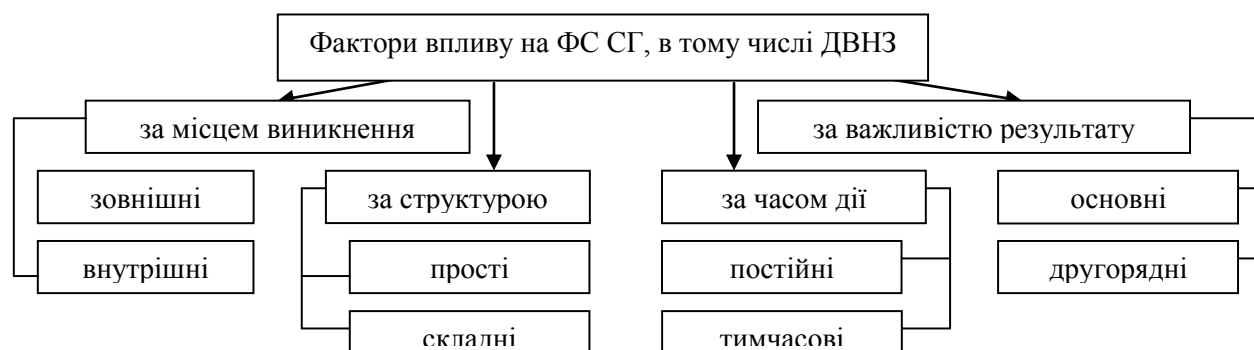 Фактори впливу на ФС СГ, в тому числі ДВНЗ
за місцем виникнення
за важливістю результату
зовнішні
за структурою
за часом дії
основні
внутрішні
прості
постійні
другорядні
складні
тимчасові